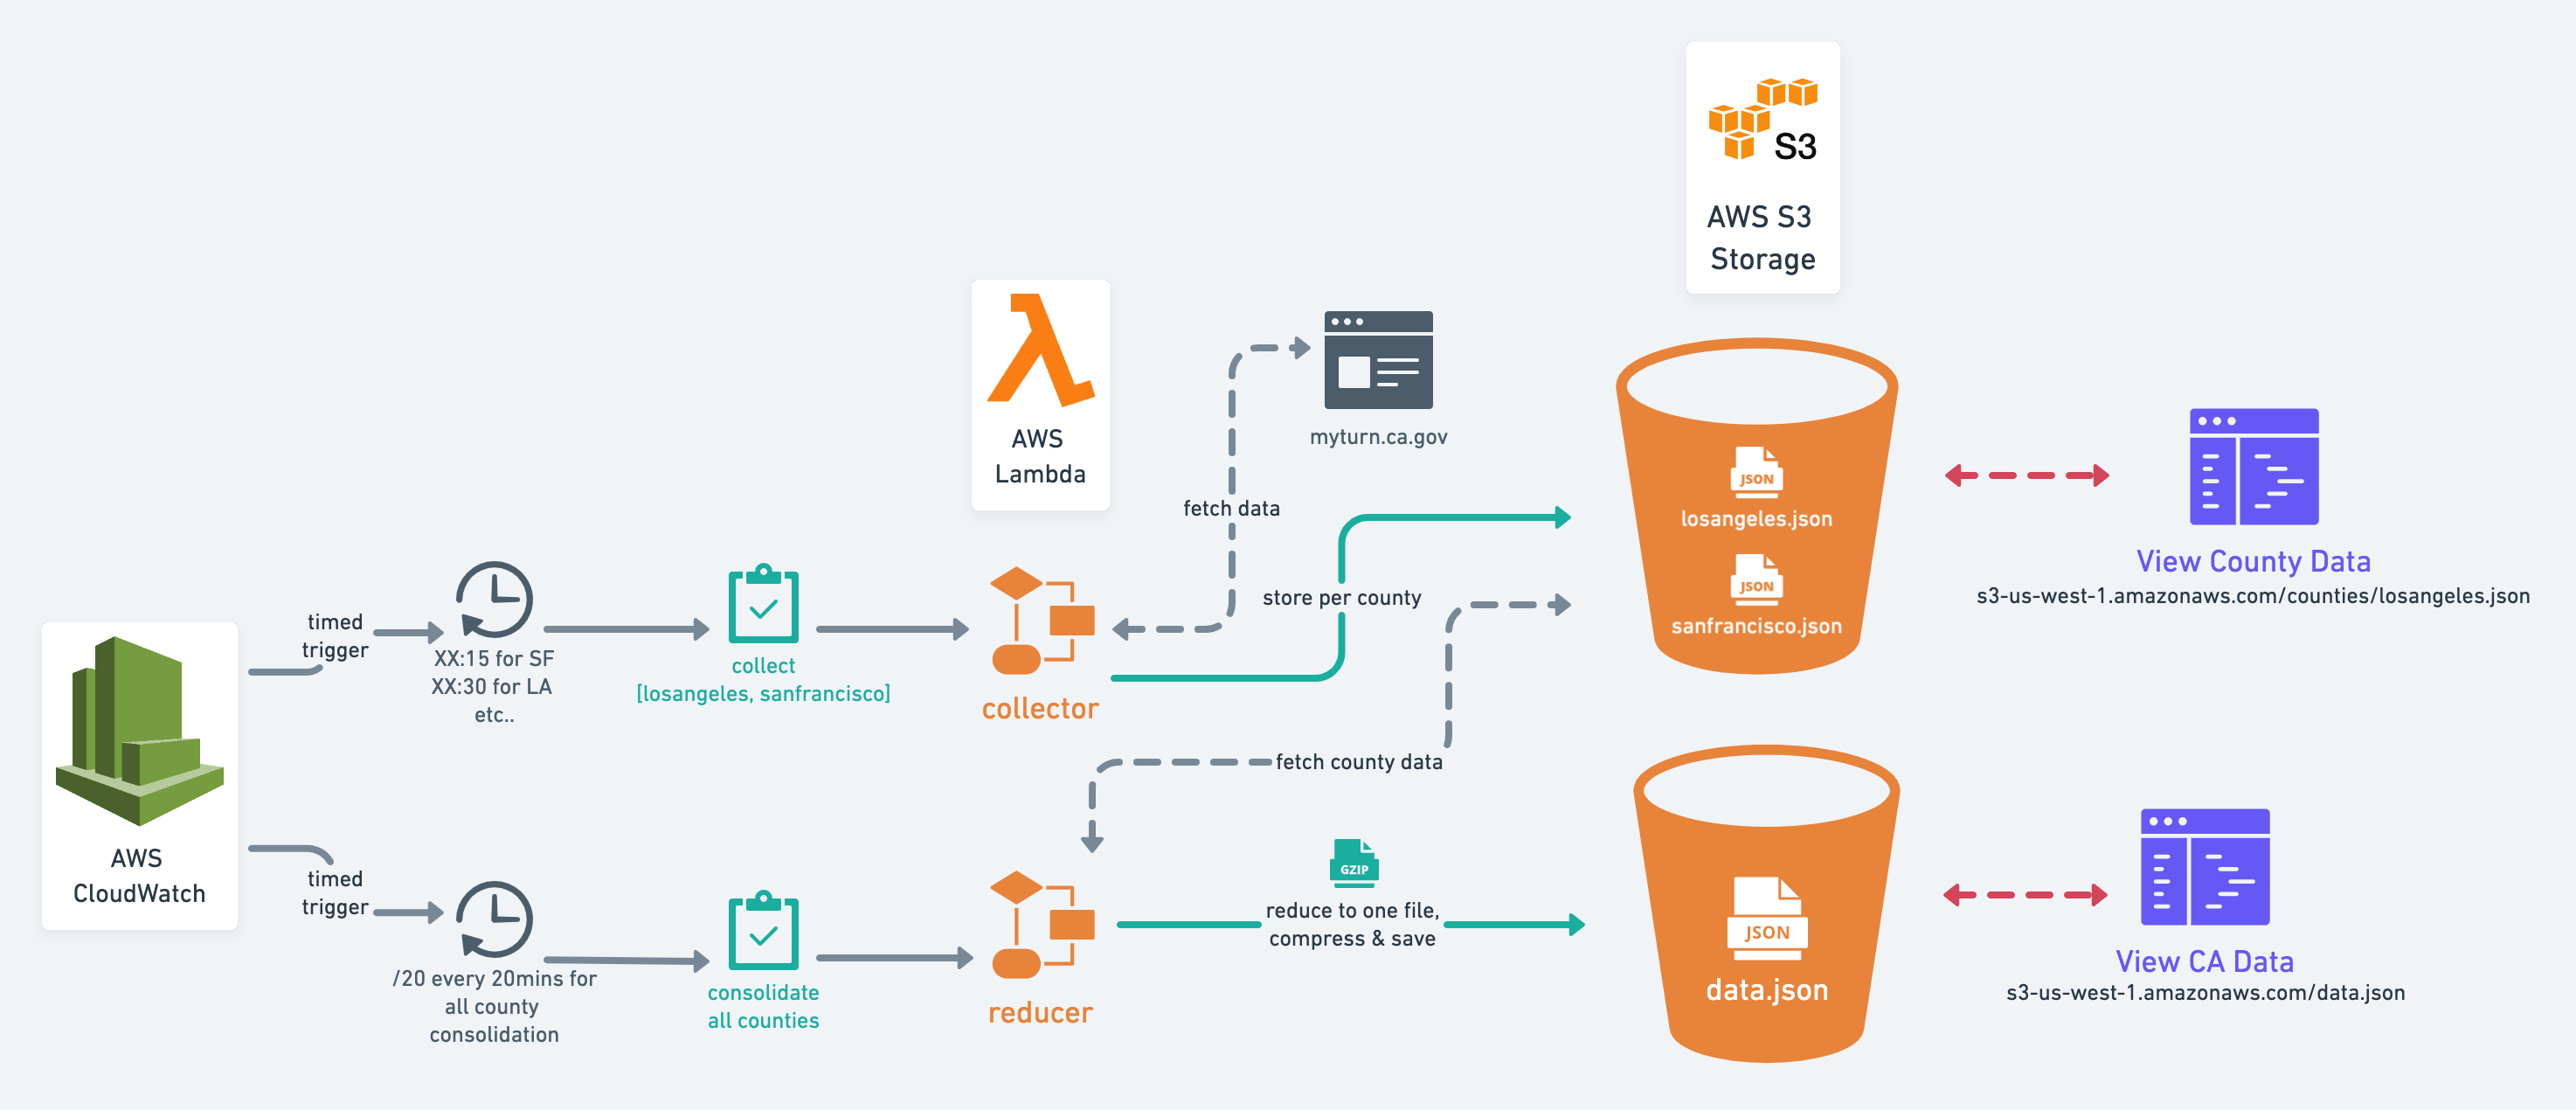 S3
AWS S3
Storage
AWS
Lambda
myturn.ca.gov
fetch data
JSON
losangeles.json
JSON
sanfrancisco.json
View County Data
s3-us-west-1.amazonaws.com/counties/losangeles.json
store per county
timed
trigger
XX:15 for SF
XX:30 for LA
etc..
collect
[losangeles, sanfrancisco]
collector
fetch county data
AWS
CloudWatch
timed
trigger
/20 every 20mins for
all county
consolidation
consolidate
all counties
reducer
GZIP
reduce to one file,
compress & save
JSON
data.json
View CA Data
s3-us-west-1.amazonaws.com/data.json